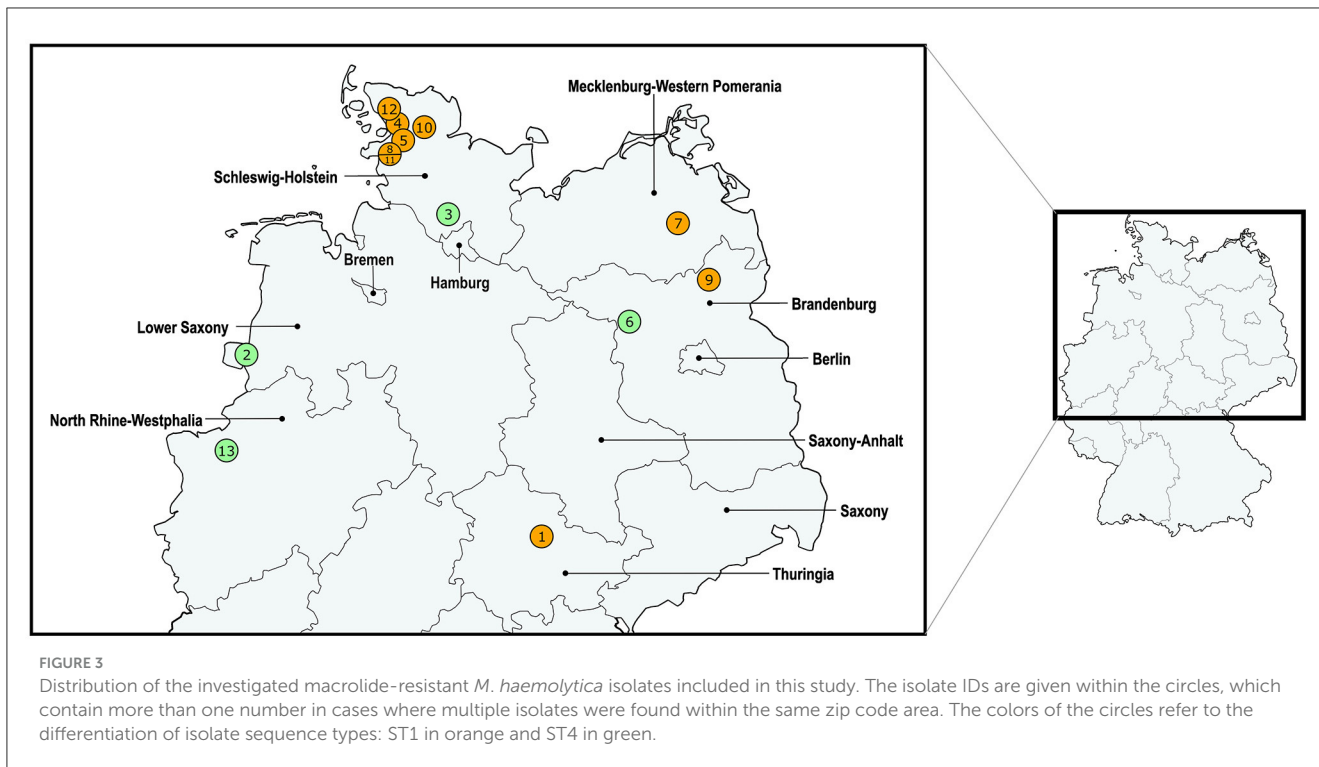 Mecklenburg-Western Pomerania
12
4
10
5
8
11
Schleswig-Holstein
3
7
Bremen
Hamburg
9
Brandenburg
Lower Saxony
6
2
Berlin
North Rhine-Westphalia
13
Saxony-Anhalt
Saxony
1
Thuringia
FIGURE 3
Distribution of the investigated macrolide-resistant M. haemolytica isolates included in this study. The isolate IDs are given within the circles, which
contain more than one number in cases where multiple isolates were found within the same zip code area. The colors of the circles refer to the
differentiation of isolate sequence types: ST1 in orange and ST4 in green.